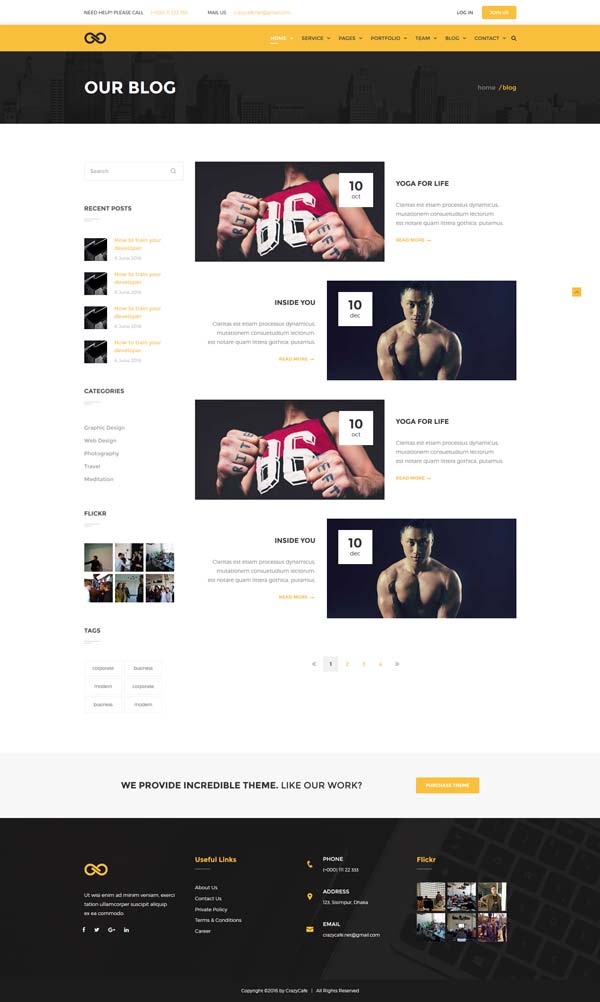 NEED HELP? PLEASE CALL (+000) 11 222 333 MAIL US crazycafe.net@gmail.com LOG IN JOIN US
HOME SERVICE PAGES PORTFOLIO TEAM BLOG CONTACT
OUR BLOG
home / blog
Search
RECENT POSTS
How to train your
developer
6 June 2016
How to train your
developer
6 June 2016
How to train your
developer
6 June 2016
How to train your
developer
6 June 2016
CATEGORIES
Graphic Design
Web Design
Photography
Travel
Meditation
FLICKR
TAGS
corporate business
modern corporate
business modern
10
oct
86
YOGA FOR LIFE
Claritas est etiam processus dynamicus,
mutationem consuetudium lectorum
est notare quam littera gothica, putamus.
READ MORE →
INSIDE YOU
Claritas est etiam processus dynamicus,
mutationem consuetudium lectorum
est notare quam littera gothica, putamus.
READ MORE →
10
dec
10
oct
86
YOGA FOR LIFE
Claritas est etiam processus dynamicus,
mutationem consuetudium lectorum
est notare quam littera gothica, putamus.
READ MORE →
INSIDE YOU
Claritas est etiam processus dynamicus,
mutationem consuetudium lectorum
est notare quam littera gothica, putamus.
READ MORE →
10
dec
« 1 2 3 4 »
WE PROVIDE INCREDIBLE THEME. LIKE OUR WORK? PURCHASE THEME
Ut wisi enim ad minim veniam, exerci
tation ullamcorper suscipit aliquip
ex ea commodo.
Useful Links
About Us
Contact Us
Private Policy
Terms & Conditions
Career
PHONE
(+000) 111 22 333
ADDRESS
123, Sismpur, Dhaka
EMAIL
crazycafe.net@gmail.com
Flickr
Copyright ©2016 by CrazyCafe | All Rights Reserved